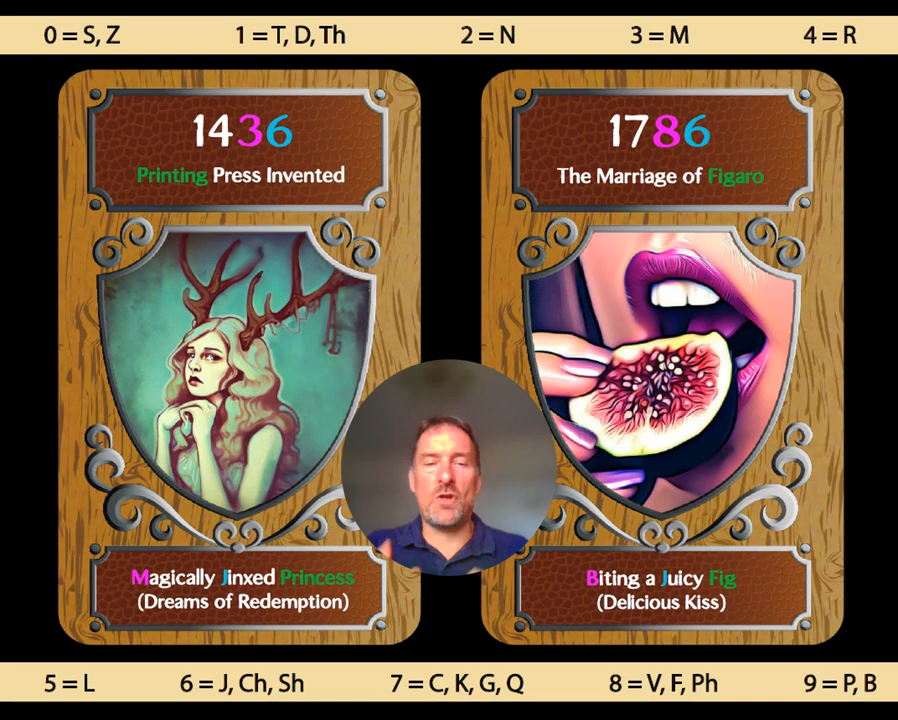 0 = S, Z 1 = T, D, Th 2 = N 3 = M 4 = R
1436
Printing Press Invented
1786
The Marriage of Figaro
Magically Jinxed Princess
(Dreams of Redemption)
Biting a Juicy Fig
(Delicious Kiss)
5 = L 6 = J, Ch, Sh 7 = C, K, G, Q 8 = V, F, Ph 9 = P, B